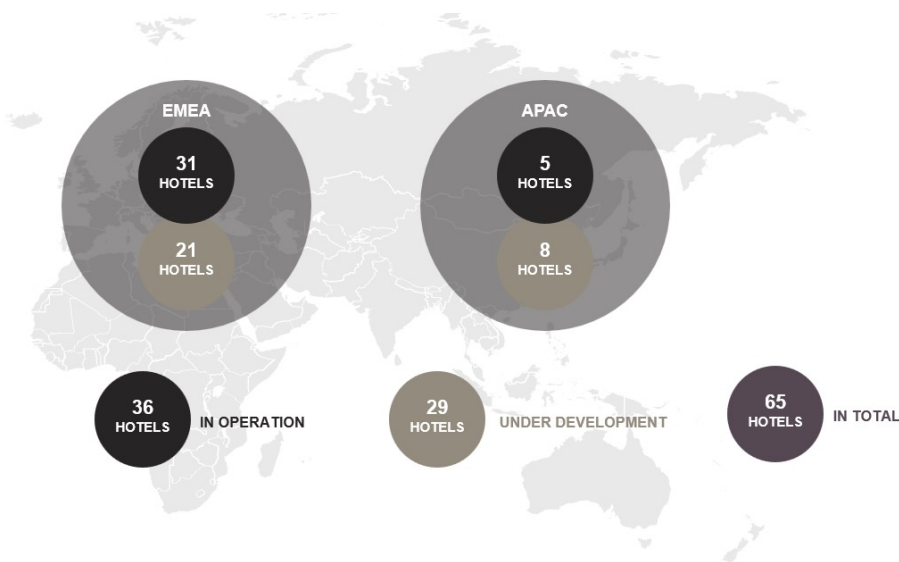 EMEA
31
HOTELS
21
HOTELS
APAC
5
HOTELS
8
HOTELS
36
HOTELS
IN OPERATION
29
HOTELS
UNDER DEVELOPMENT
65
HOTELS
IN TOTAL